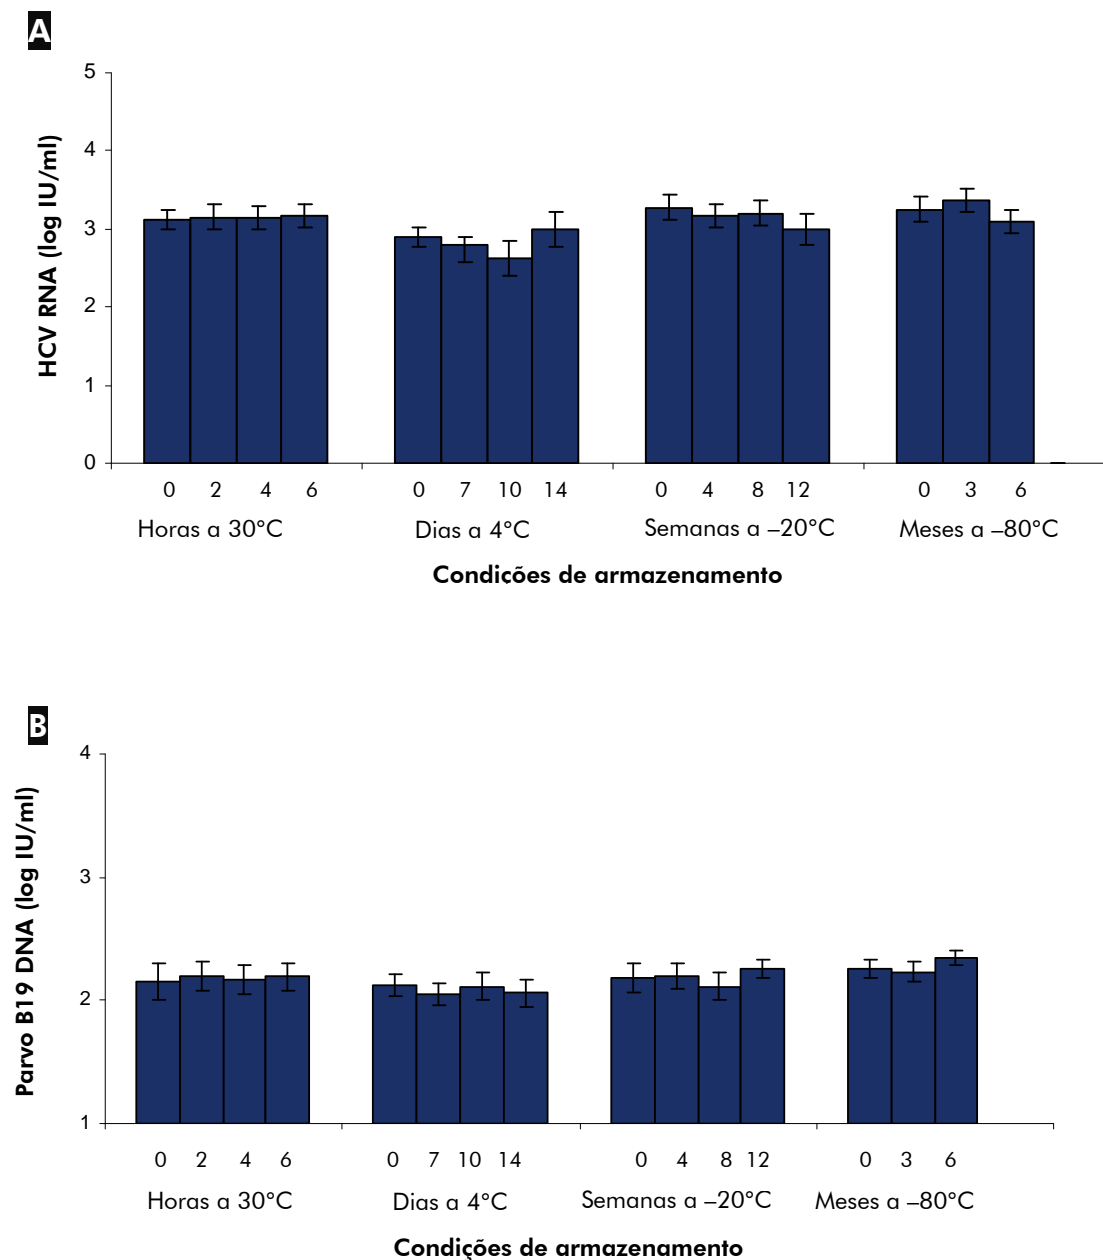 A
HCV RNA (log IU/ml)
5
4
3
2
1
0
0 2 4 6 0 7 10 14 0 4 8 12 0 3 6
Horas a 30°C Dias a 4°C Semanas a –20°C Meses a –80°C
Condições de armazenamento
B
Parvo B19 DNA (log IU/ml)
4
3
2
1
0 2 4 6 0 7 10 14 0 4 8 12 0 3 6
Horas a 30°C Dias a 4°C Semanas a –20°C Meses a –80°C
Condições de armazenamento